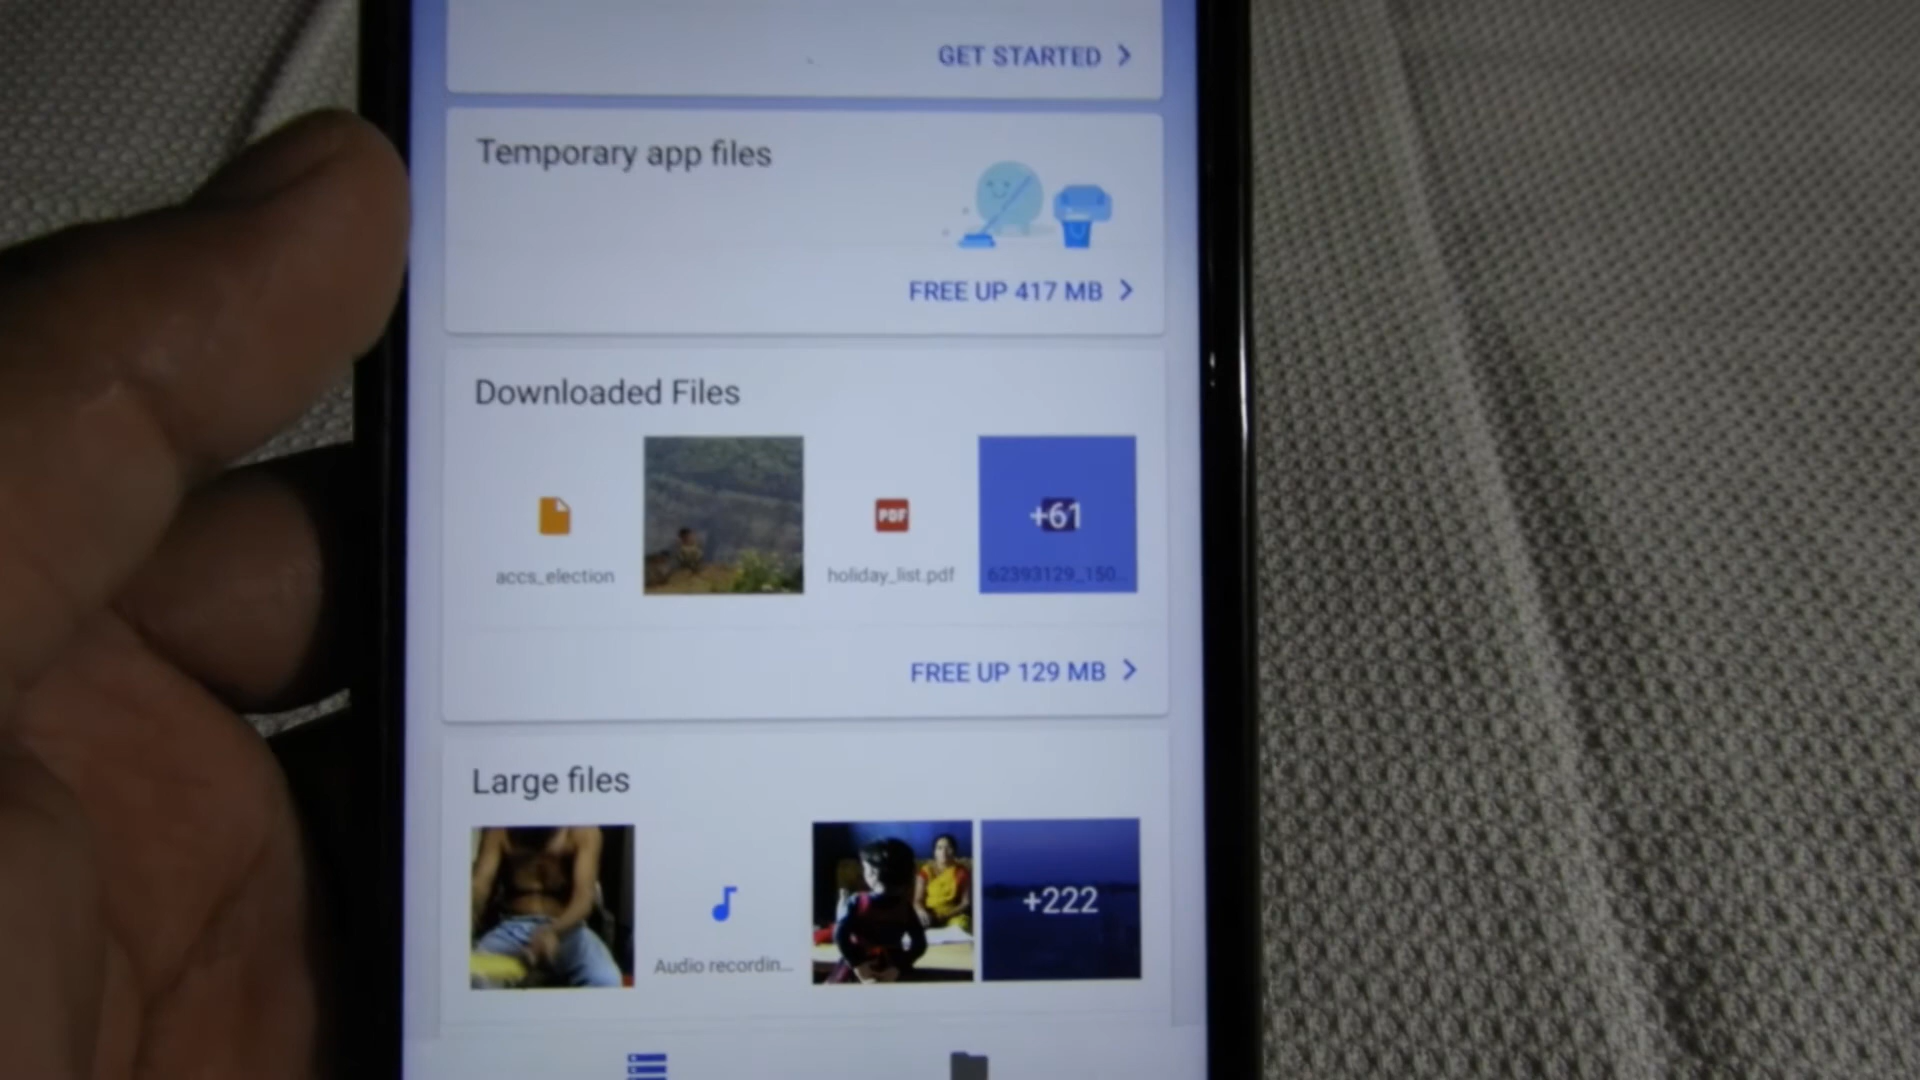 GET STARTED
Temporary app files
FREE UP 417 MB
Downloaded Files
PDF
+61
accs_election
holiday_list.pdf
62393129_150...
FREE UP 129 MB
Large files
+222
Audio recordin...